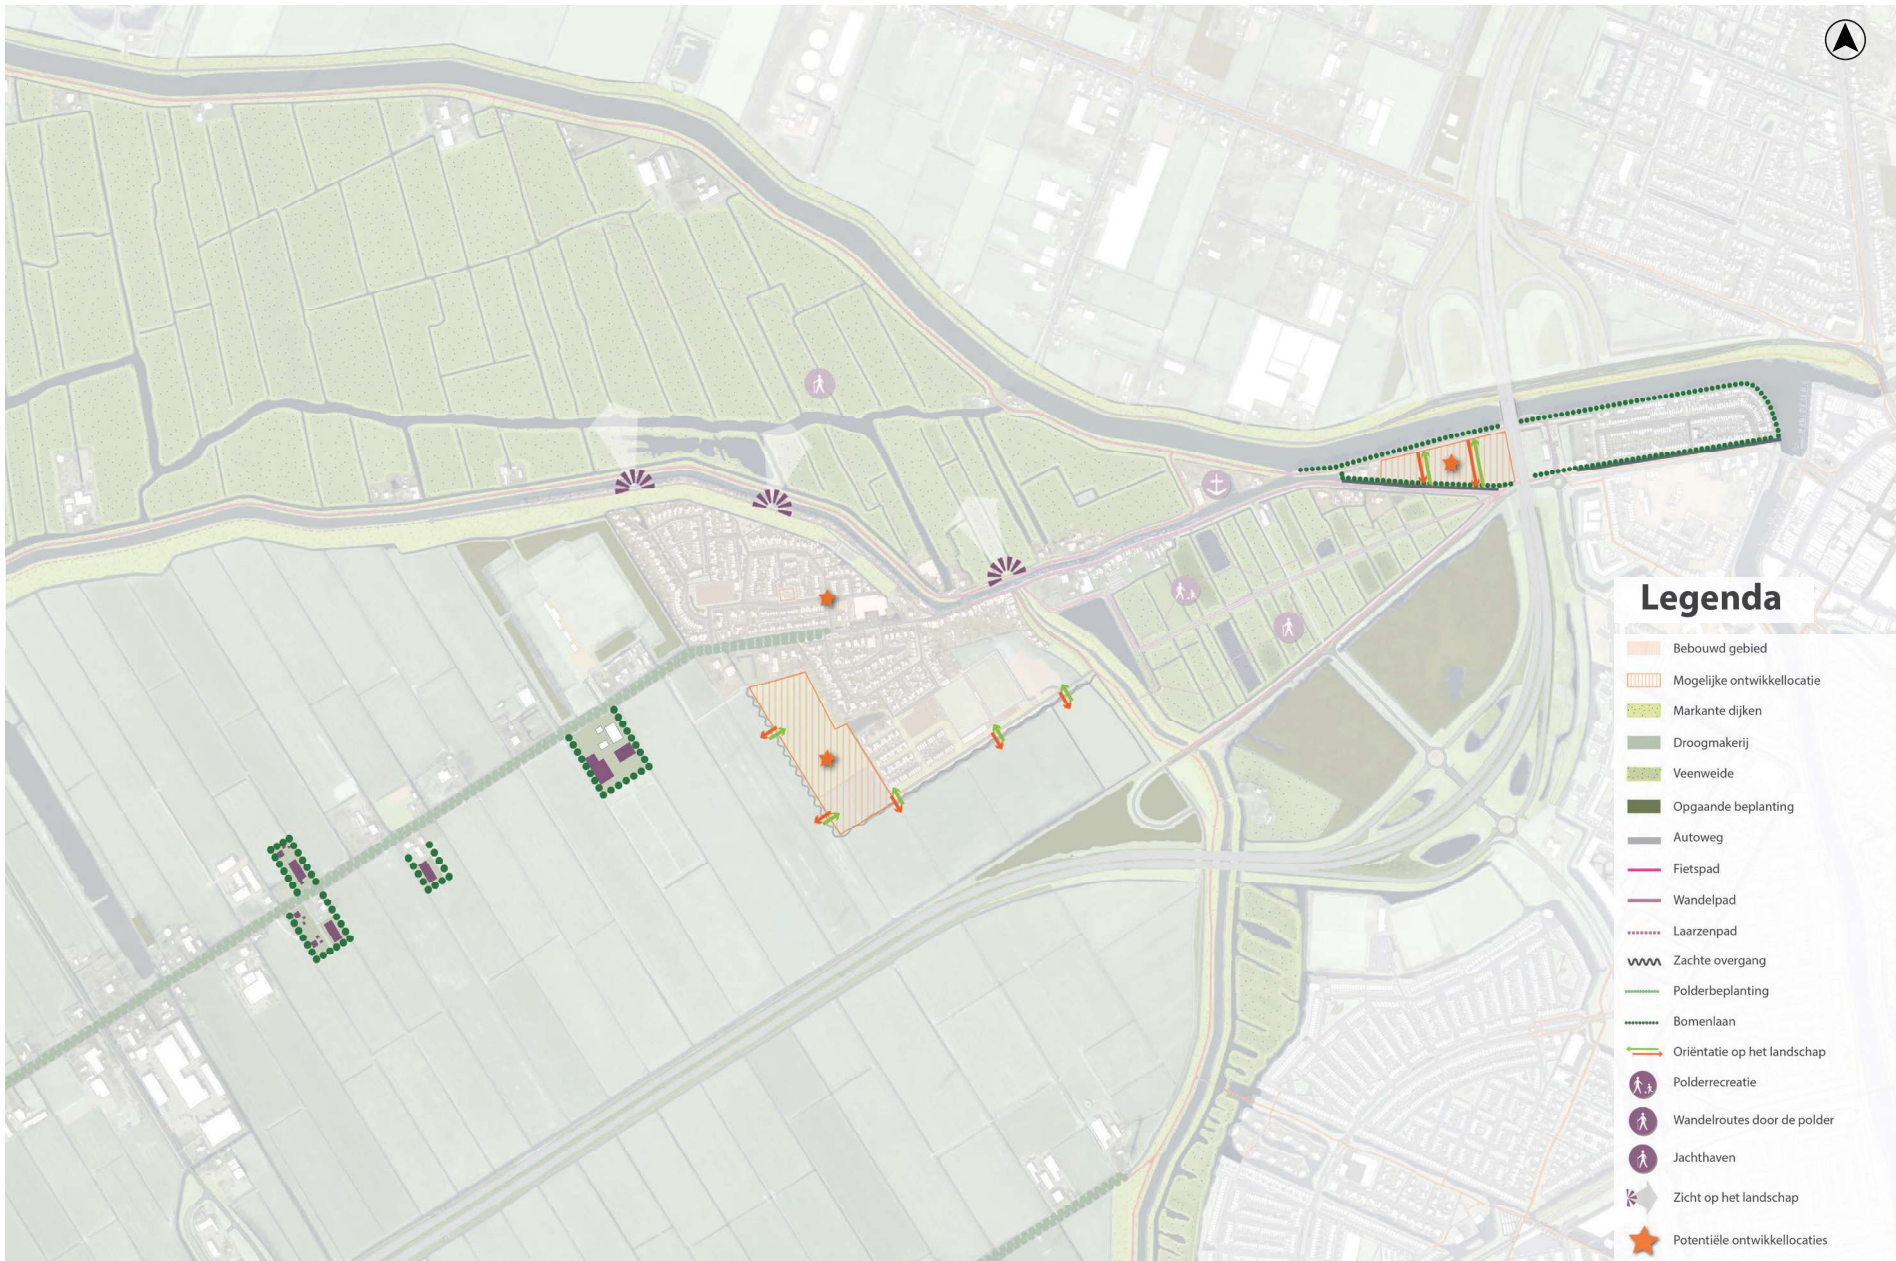 Legenda
Bebouwd gebied
Mogelijke ontwikkellocatie
Markante dijken
Droogmakerij
Veenweide
Opgaande beplanting
Autoweg
Fietspad
Wandelpad
Laarzenpad
Zachte overgang
Polderbeplanting
Bomenlaan
Oriëntatie op het landschap
Polderrecreatie
Wandelroutes door de polder
Jachthaven
Zicht op het landschap
Potentiële ontwikkellocaties